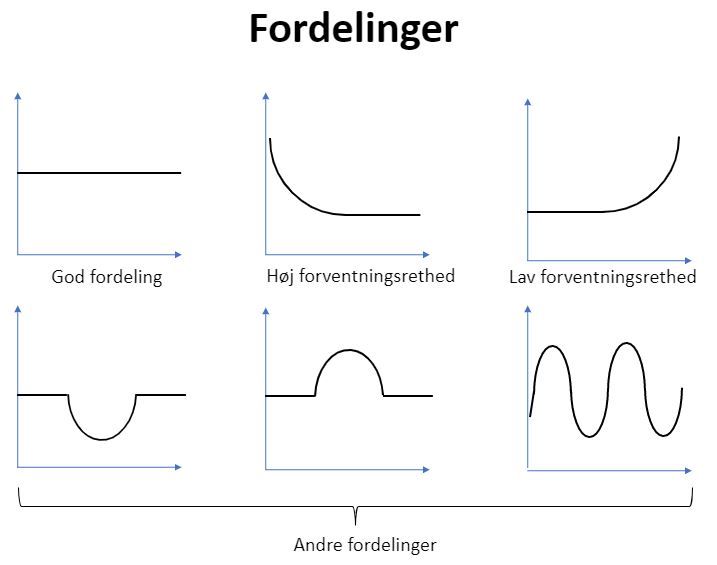 Fordelinger
God fordeling
Høj forventningsrethed
Lav forventningsrethed
Andre fordelinger